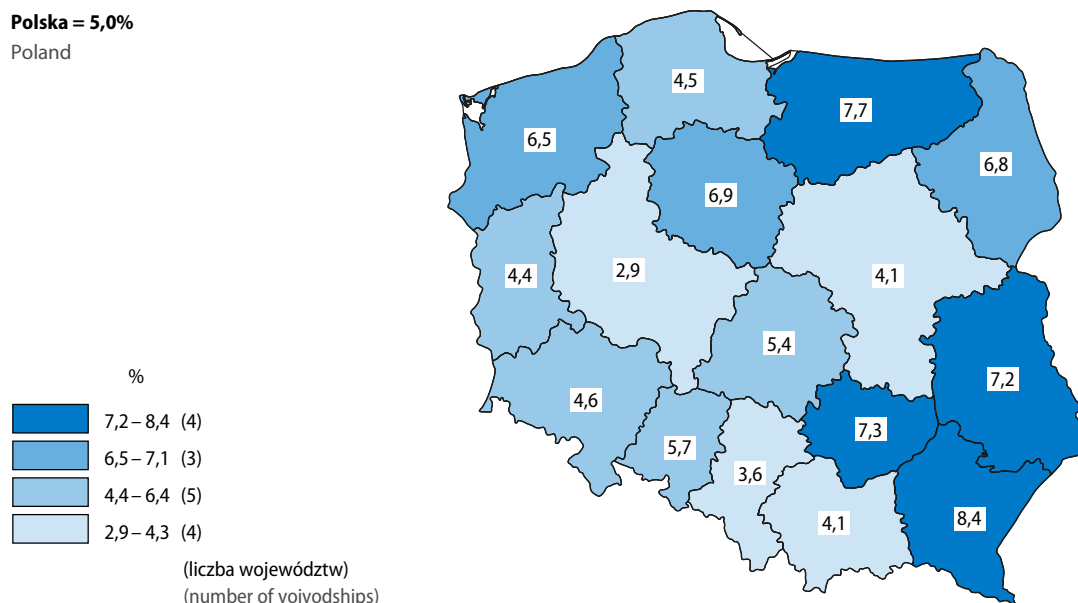 Polska = 5,0%
Poland
4,5
7,7
6,5
6,8
6,9
2,9
4,4
4,1
5,4
7,2
4,6
7,3
5,7
3,6
8,4
4,1
%
7,2 – 8,4 (4)
6,5 – 7,1 (3)
4,4 – 6,4 (5)
2,9 – 4,3 (4)
(liczba województw)
(number of voivodships)